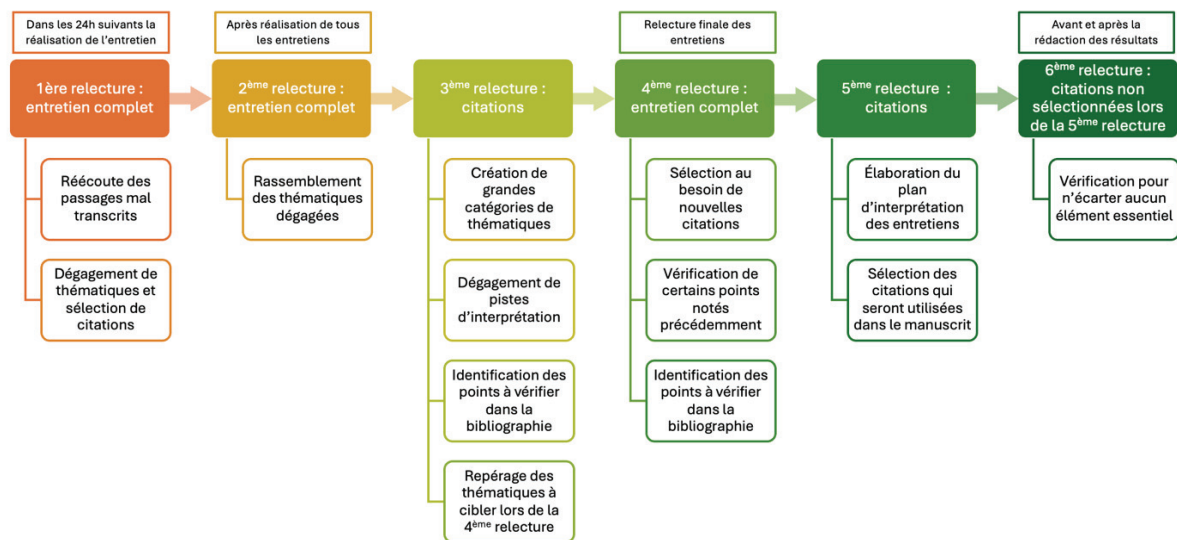 Dans les 24h suivants la
réalisation de l'entretien
Après réalisation de tous
les entretiens
Relecture finale des
entretiens
Avant et après la
rédaction des résultats
1ère relecture :
entretien complet
2ème relecture :
entretien complet
3ème relecture :
citations
4ème relecture :
entretien complet
5ème relecture :
citations
6ème relecture :
citations non
sélectionnées lors
de la 5ème relecture
Réécoute des
passages mal
transcrits
Dégagement de
thématiques et
sélection de
citations
Rassemblement
des thématiques
dégagées
Création de
grandes
catégories de
thématiques
Dégagement de
pistes
d'interprétation
Identification des
points à vérifier
dans la
bibliographie
Repérage des
thématiques à
cibler lors de la
4ème relecture
Sélection au
besoin de
nouvelles
citations
Vérification de
certains points
notés
précédemment
Identification des
points à vérifier
dans la
bibliographie
Élaboration du
plan
d'interprétation
des entretiens
Sélection des
citations qui
seront utilisées
dans le manuscrit
Vérification pour
n'écarter aucun
élément essentiel